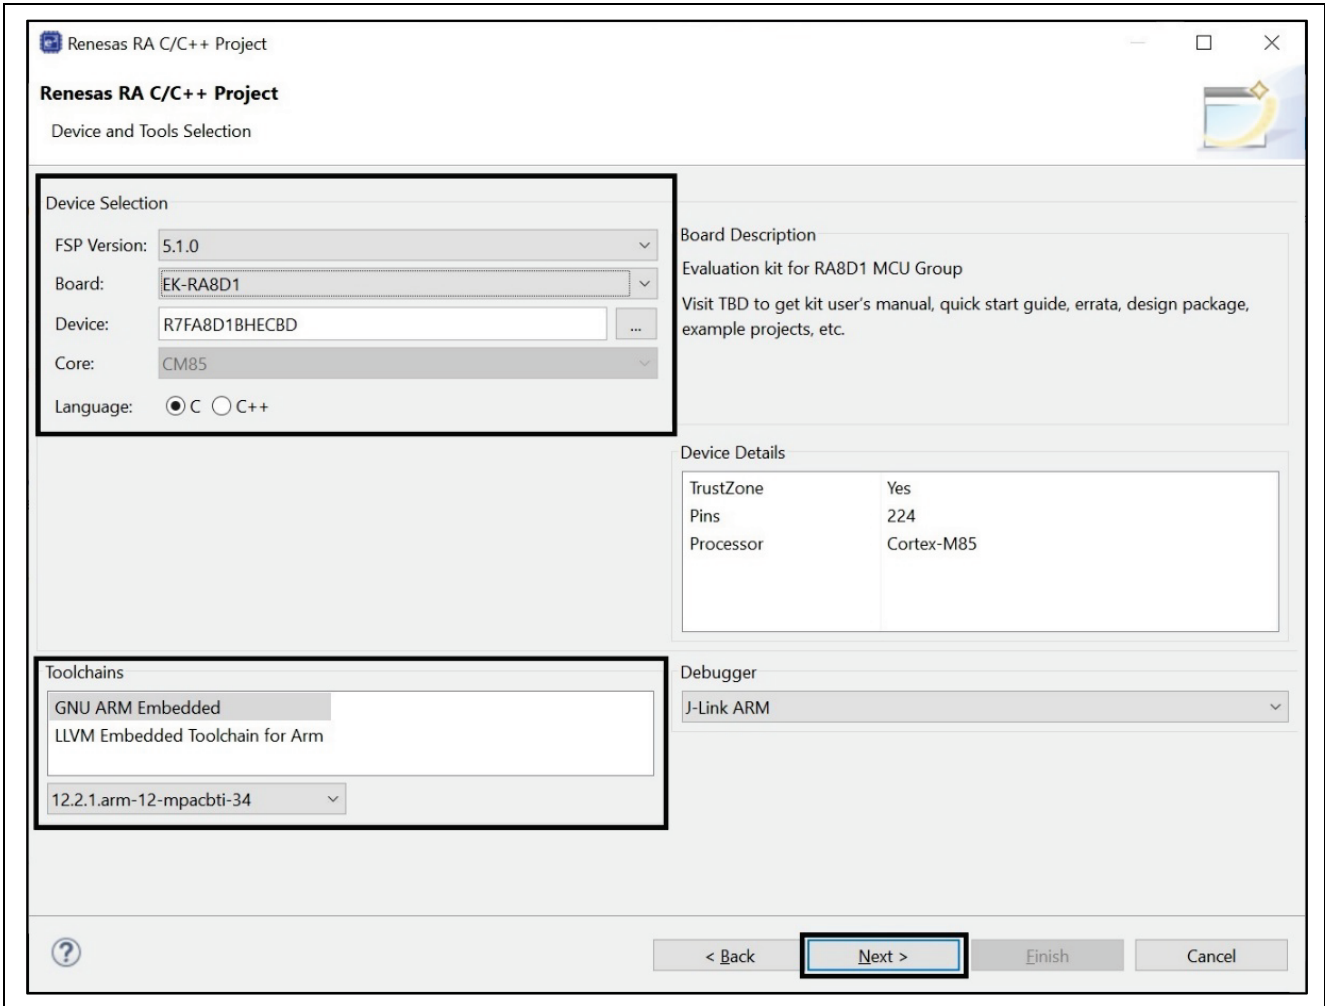 Renesas RA C/C++ Project
Renesas RA C/C++ Project
Device and Tools Selection
Device Selection
FSP Version: 5.1.0
Board: EK-RA8D1
Device: R7FA8D1BHECBD ...
Core: CM85
Language: C C++
Board Description
Evaluation kit for RA8D1 MCU Group
Visit TBD to get kit user's manual, quick start guide, errata, design package,
example projects, etc.
Device Details
TrustZone Yes
Pins 224
Processor Cortex-M85
Toolchains
GNU ARM Embedded
LLVM Embedded Toolchain for Arm
12.2.1.arm-12-mpacbti-34
Debugger
J-Link ARM
? < Back Next > Finish Cancel